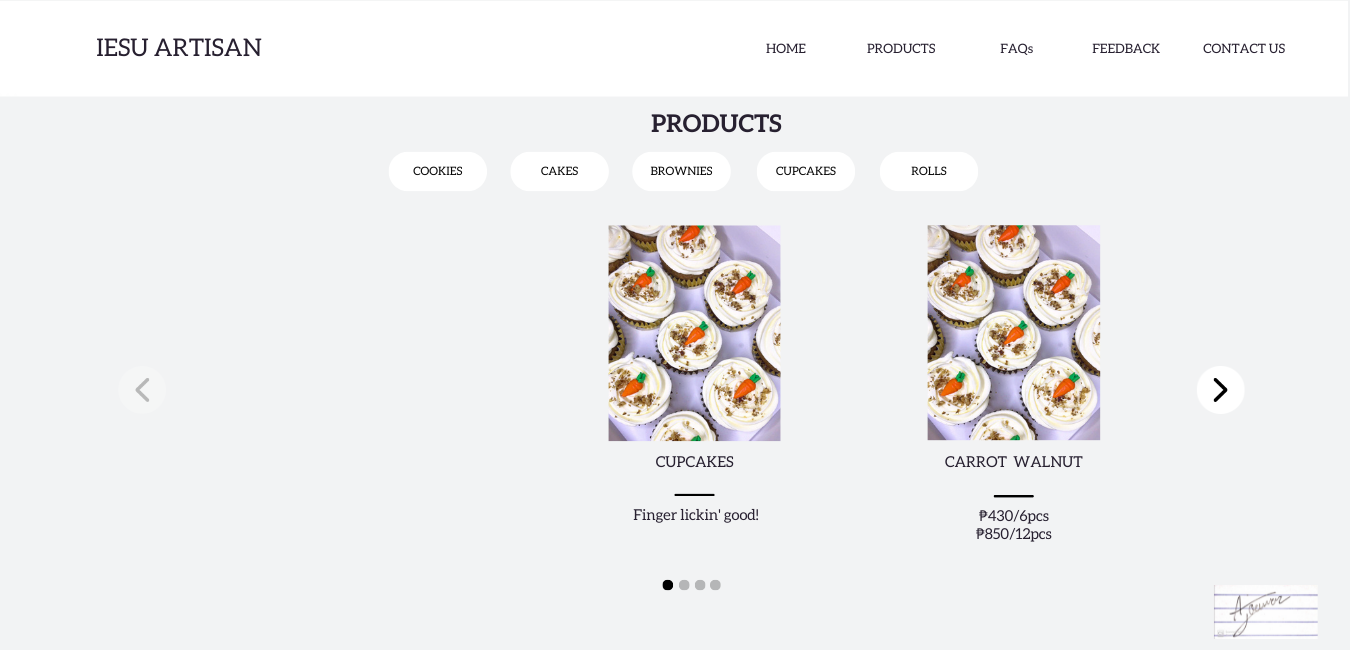 IESU ARTISAN
HOME PRODUCTS FAQs FEEDBACK CONTACT US
PRODUCTS
COOKIES CAKES BROWNIES CUPCAKES ROLLS
CUPCAKES
Finger lickin' good!
CARROT WALNUT
₱430/6pcs
₱850/12pcs